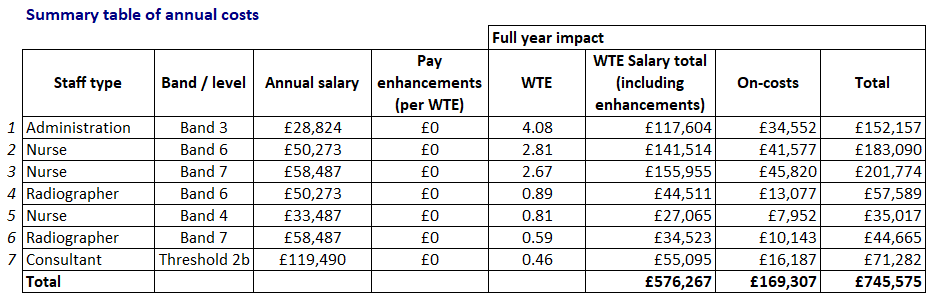 Summary table of annual costs
Full year impact
Staff type Band / level Annual salary Pay enhancements (per WTE) WTE WTE Salary total (including enhancements) On-costs Total
1 Administration Band 3 £28,824 £0 4.08 £117,604 £34,552 £152,157
2 Nurse Band 6 £50,273 £0 2.81 £141,514 £41,577 £183,090
3 Nurse Band 7 £58,487 £0 2.67 £155,955 £45,820 £201,774
4 Radiographer Band 6 £50,273 £0 0.89 £44,511 £13,077 £57,589
5 Nurse Band 4 £33,487 £0 0.81 £27,065 £7,952 £35,017
6 Radiographer Band 7 £58,487 £0 0.59 £34,523 £10,143 £44,665
7 Consultant Threshold 2b £119,490 £0 0.46 £55,095 £16,187 £71,282
Total £576,267 £169,307 £745,575